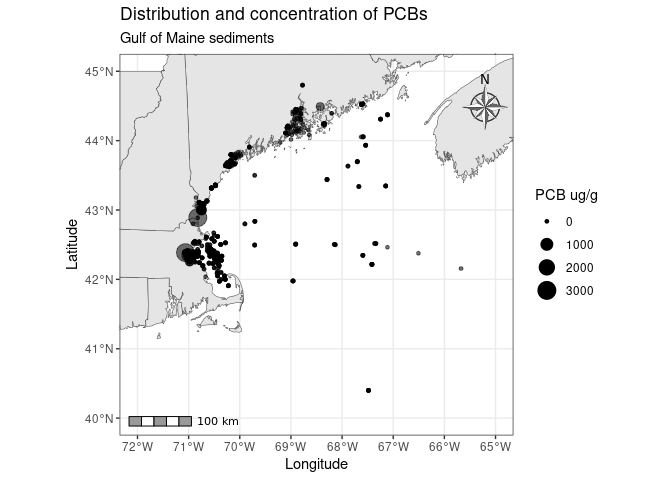 Distribution and concentration of PCBs
Gulf of Maine sediments
45°N
44°N
43°N
42°N
41°N
40°N
Latitude
N
100 km
72°W 71°W 70°W 69°W 68°W 67°W 66°W 65°W
Longitude
PCB ug/g
0
1000
2000
3000